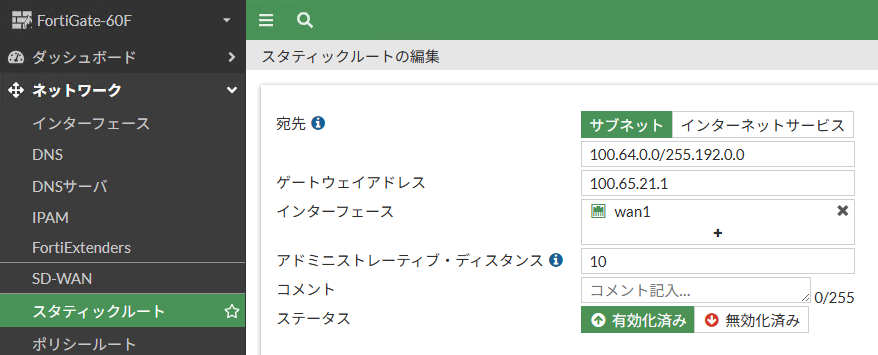 FortiGate-60F
ダッシュボード
ネットワーク
インターフェース
DNS
DNSサーバ
IPAM
FortiExtenders
SD-WAN
スタティックルート
ポリシールート
スタティックルートの編集
宛先 サブネット インターネットサービス
100.64.0.0/255.192.0.0
ゲートウェイアドレス 100.65.21.1
インターフェース wan1
+
アドミニストレーティブ・ディスタンス 10
コメント コメント記入... 0/255
ステータス 有効化済み 無効化済み